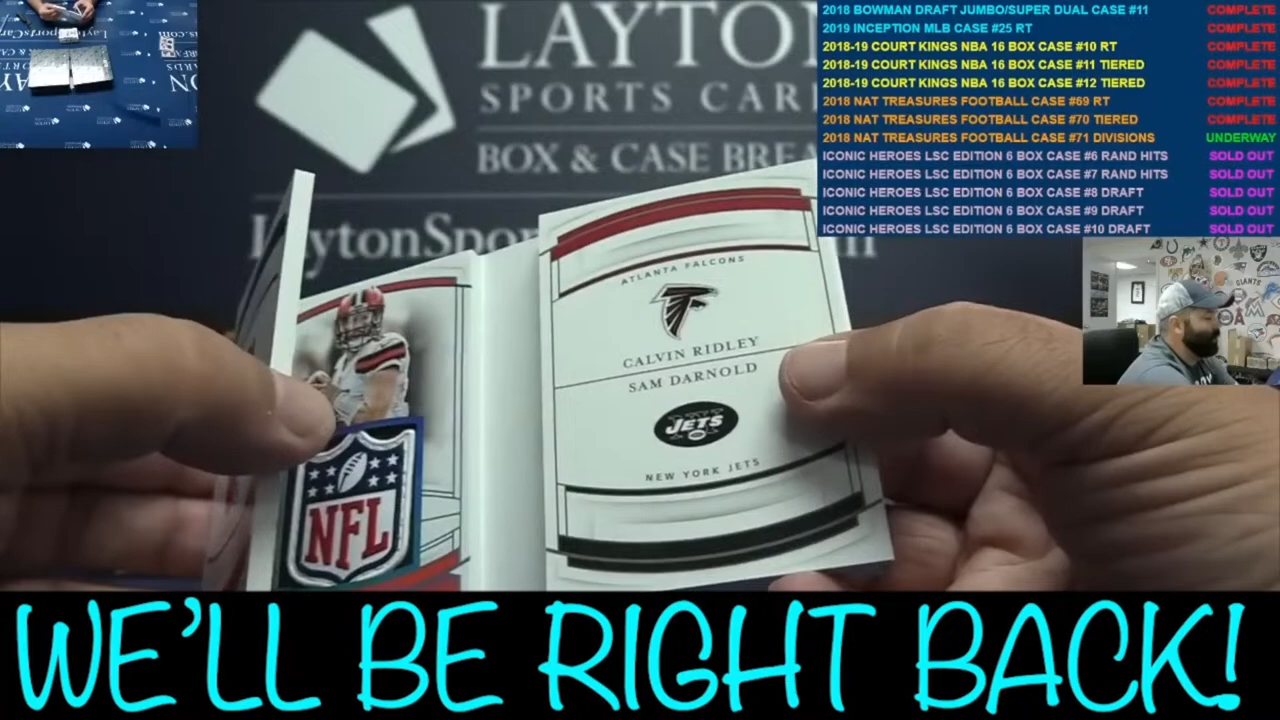 LAYTO
SPORTS CAR
BOX & CASE BREA
LaytonSpor
2018 BOWMAN DRAFT JUMBO/SUPER DUAL CASE #11 COMPLETE
2019 INCEPTION MLB CASE #25 RT COMPLETE
2018-19 COURT KINGS NBA 16 BOX CASE #10 RT COMPLETE
2018-19 COURT KINGS NBA 16 BOX CASE #11 TIERED COMPLETE
2018-19 COURT KINGS NBA 16 BOX CASE #12 TIERED COMPLETE
2018 NAT TREASURES FOOTBALL CASE #69 RT COMPLETE
2018 NAT TREASURES FOOTBALL CASE #70 TIERED COMPLETE
2018 NAT TREASURES FOOTBALL CASE #71 DIVISIONS UNDERWAY
ICONIC HEROES LSC EDITION 6 BOX CASE #6 RAND HITS SOLD OUT
ICONIC HEROES LSC EDITION 6 BOX CASE #7 RAND HITS SOLD OUT
ICONIC HEROES LSC EDITION 6 BOX CASE #8 DRAFT SOLD OUT
ICONIC HEROES LSC EDITION 6 BOX CASE #9 DRAFT SOLD OUT
ICONIC HEROES LSC EDITION 6 BOX CASE #10 DRAFT SOLD OUT
ATLANTA FALCONS
CALVIN RIDLEY
SAM DARNOLD
JETS
NEW YORK JETS
NFL
GIANTS
WE'LL BE RIGHT BACK!